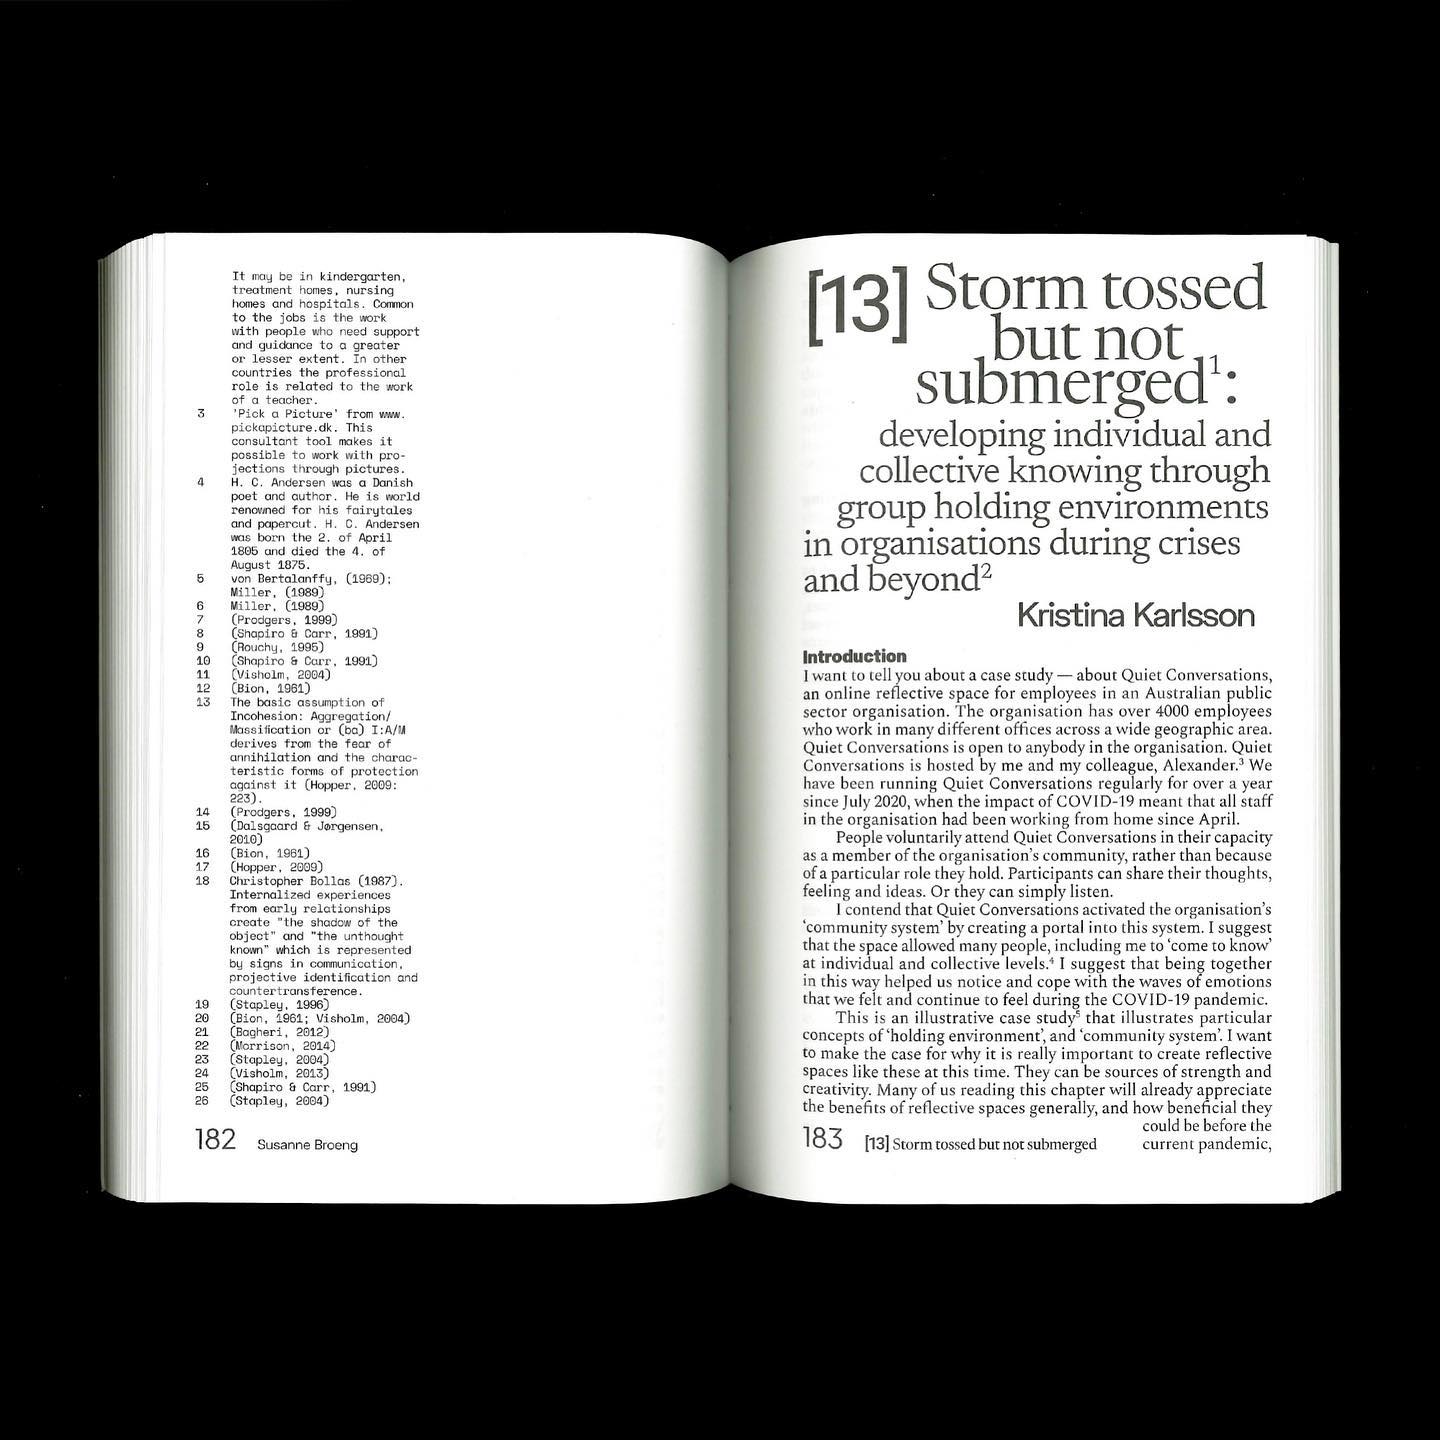 It may be in kindergarten,
treatment homes, nursing
homes and hospitals. Common
to the jobs is the work
with people who need support
and guidance to a greater
or lesser extent. In other
countries the professional
role is related to the work
of a teacher.
3 'Pick a Picture' from www.
pickapicture.dk. This
consultant tool makes it
possible to work with pro-
jections through pictures.
4 H. C. Andersen was a Danish
poet and author. He is world
renowned for his fairytales
and papercut. H. C. Andersen
was born the 2. of April
1805 and died the 4. of
August 1875.
5 von Bertalanffy, (1969);
Miller, (1989)
6 Miller, (1989)
7 (Prodgers, 1999)
8 (Shapiro & Carr, 1991)
9 (Rouchy, 1995)
10 (Shapiro & Carr, 1991)
11 (Visholm, 2004)
12 (Bion, 1961)
13 The basic assumption of
Incohesion: Aggregation/
Massification or (ba) I:A/M
derives from the fear of
annihilation and the charac-
teristic forms of protection
against it (Hopper, 2009:
223).
14 (Prodgers, 1999)
15 (Dalsgaard & Jørgensen,
2010)
16 (Bion, 1961)
17 (Hopper, 2009)
18 Christopher Bollas (1987).
Internalized experiences
from early relationships
create "the shadow of the
object" and "the unthought
known" which is represented
by signs in communication,
projective identification and
countertransference.
19 (Stapley, 1996)
20 (Bion, 1961; Visholm, 2004)
21 (Bagheri, 2012)
22 (Morrison, 2014)
23 (Stapley, 2004)
24 (Visholm, 2013)
25 (Shapiro & Carr, 1991)
26 (Stapley, 2004)
182 Susanne Broeng
[13] Storm tossed
but not
submerged¹:
developing individual and
collective knowing through
group holding environments
in organisations during crises
and beyond²
Kristina Karlsson
Introduction
I want to tell you about a case study — about Quiet Conversations,
an online reflective space for employees in an Australian public
sector organisation. The organisation has over 4000 employees
who work in many different offices across a wide geographic area.
Quiet Conversations is open to anybody in the organisation. Quiet
Conversations is hosted by me and my colleague, Alexander.³ We
have been running Quiet Conversations regularly for over a year
since July 2020, when the impact of COVID-19 meant that all staff
in the organisation had been working from home since April.
People voluntarily attend Quiet Conversations in their capacity
as a member of the organisation's community, rather than because
of a particular role they hold. Participants can share their thoughts,
feeling and ideas. Or they can simply listen.
I contend that Quiet Conversations activated the organisation's
'community system' by creating a portal into this system. I suggest
that the space allowed many people, including me to 'come to know'
at individual and collective levels.⁴ I suggest that being together
in this way helped us notice and cope with the waves of emotions
that we felt and continue to feel during the COVID-19 pandemic.
This is an illustrative case study⁵ that illustrates particular
concepts of 'holding environment', and 'community system'. I want
to make the case for why it is really important to create reflective
spaces like these at this time. They can be sources of strength and
creativity. Many of us reading this chapter will already appreciate
the benefits of reflective spaces generally, and how beneficial they
could be before the
current pandemic,
183 [13] Storm tossed but not submerged